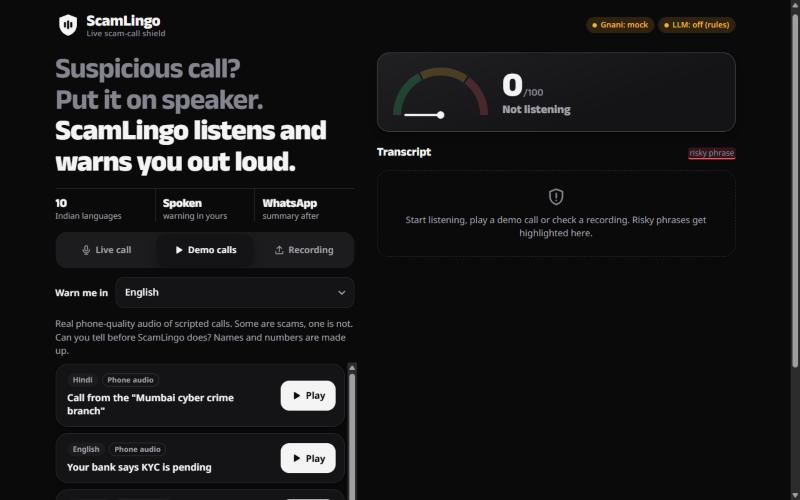 ScamLingo
Live scam-call shield
Gnani: mock
LLM: off (rules)
Suspicious call?
Put it on speaker.
ScamLingo listens and
warns you out loud.
10
Indian languages
Spoken
warning in yours
WhatsApp
summary after
Live call
Demo calls
Recording
Warn me in
English
Real phone-quality audio of scripted calls. Some are scams, one is not.
Can you tell before ScamLingo does? Names and numbers are made
up.
Hindi
Phone audio
Call from the "Mumbai cyber crime
branch"
Play
English
Phone audio
Your bank says KYC is pending
Play
0/100
Not listening
Transcript
risky phrase
Start listening, play a demo call or check a recording. Risky phrases get
highlighted here.